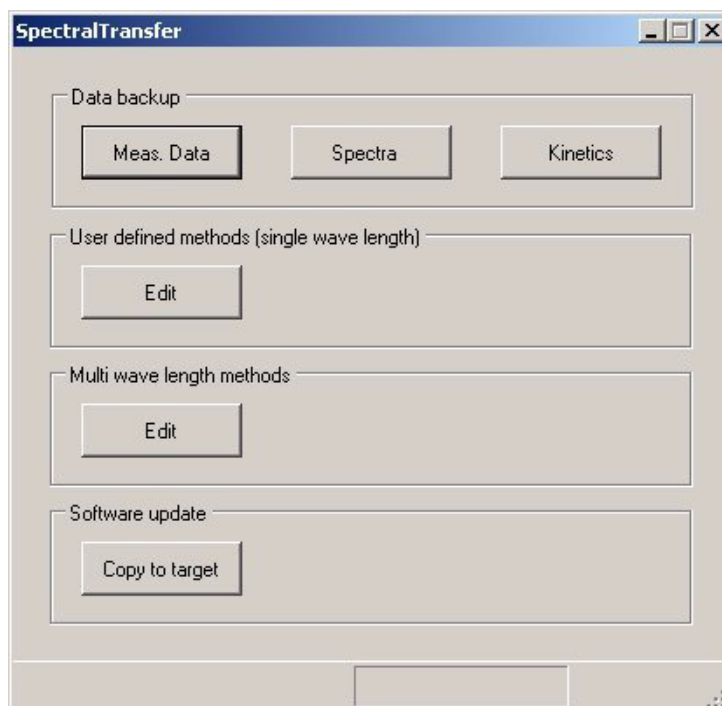 SpectralTransfer
Data backup
Meas. Data Spectra Kinetics
User defined methods (single wave length)
Edit
Multi wave length methods
Edit
Software update
Copy to target